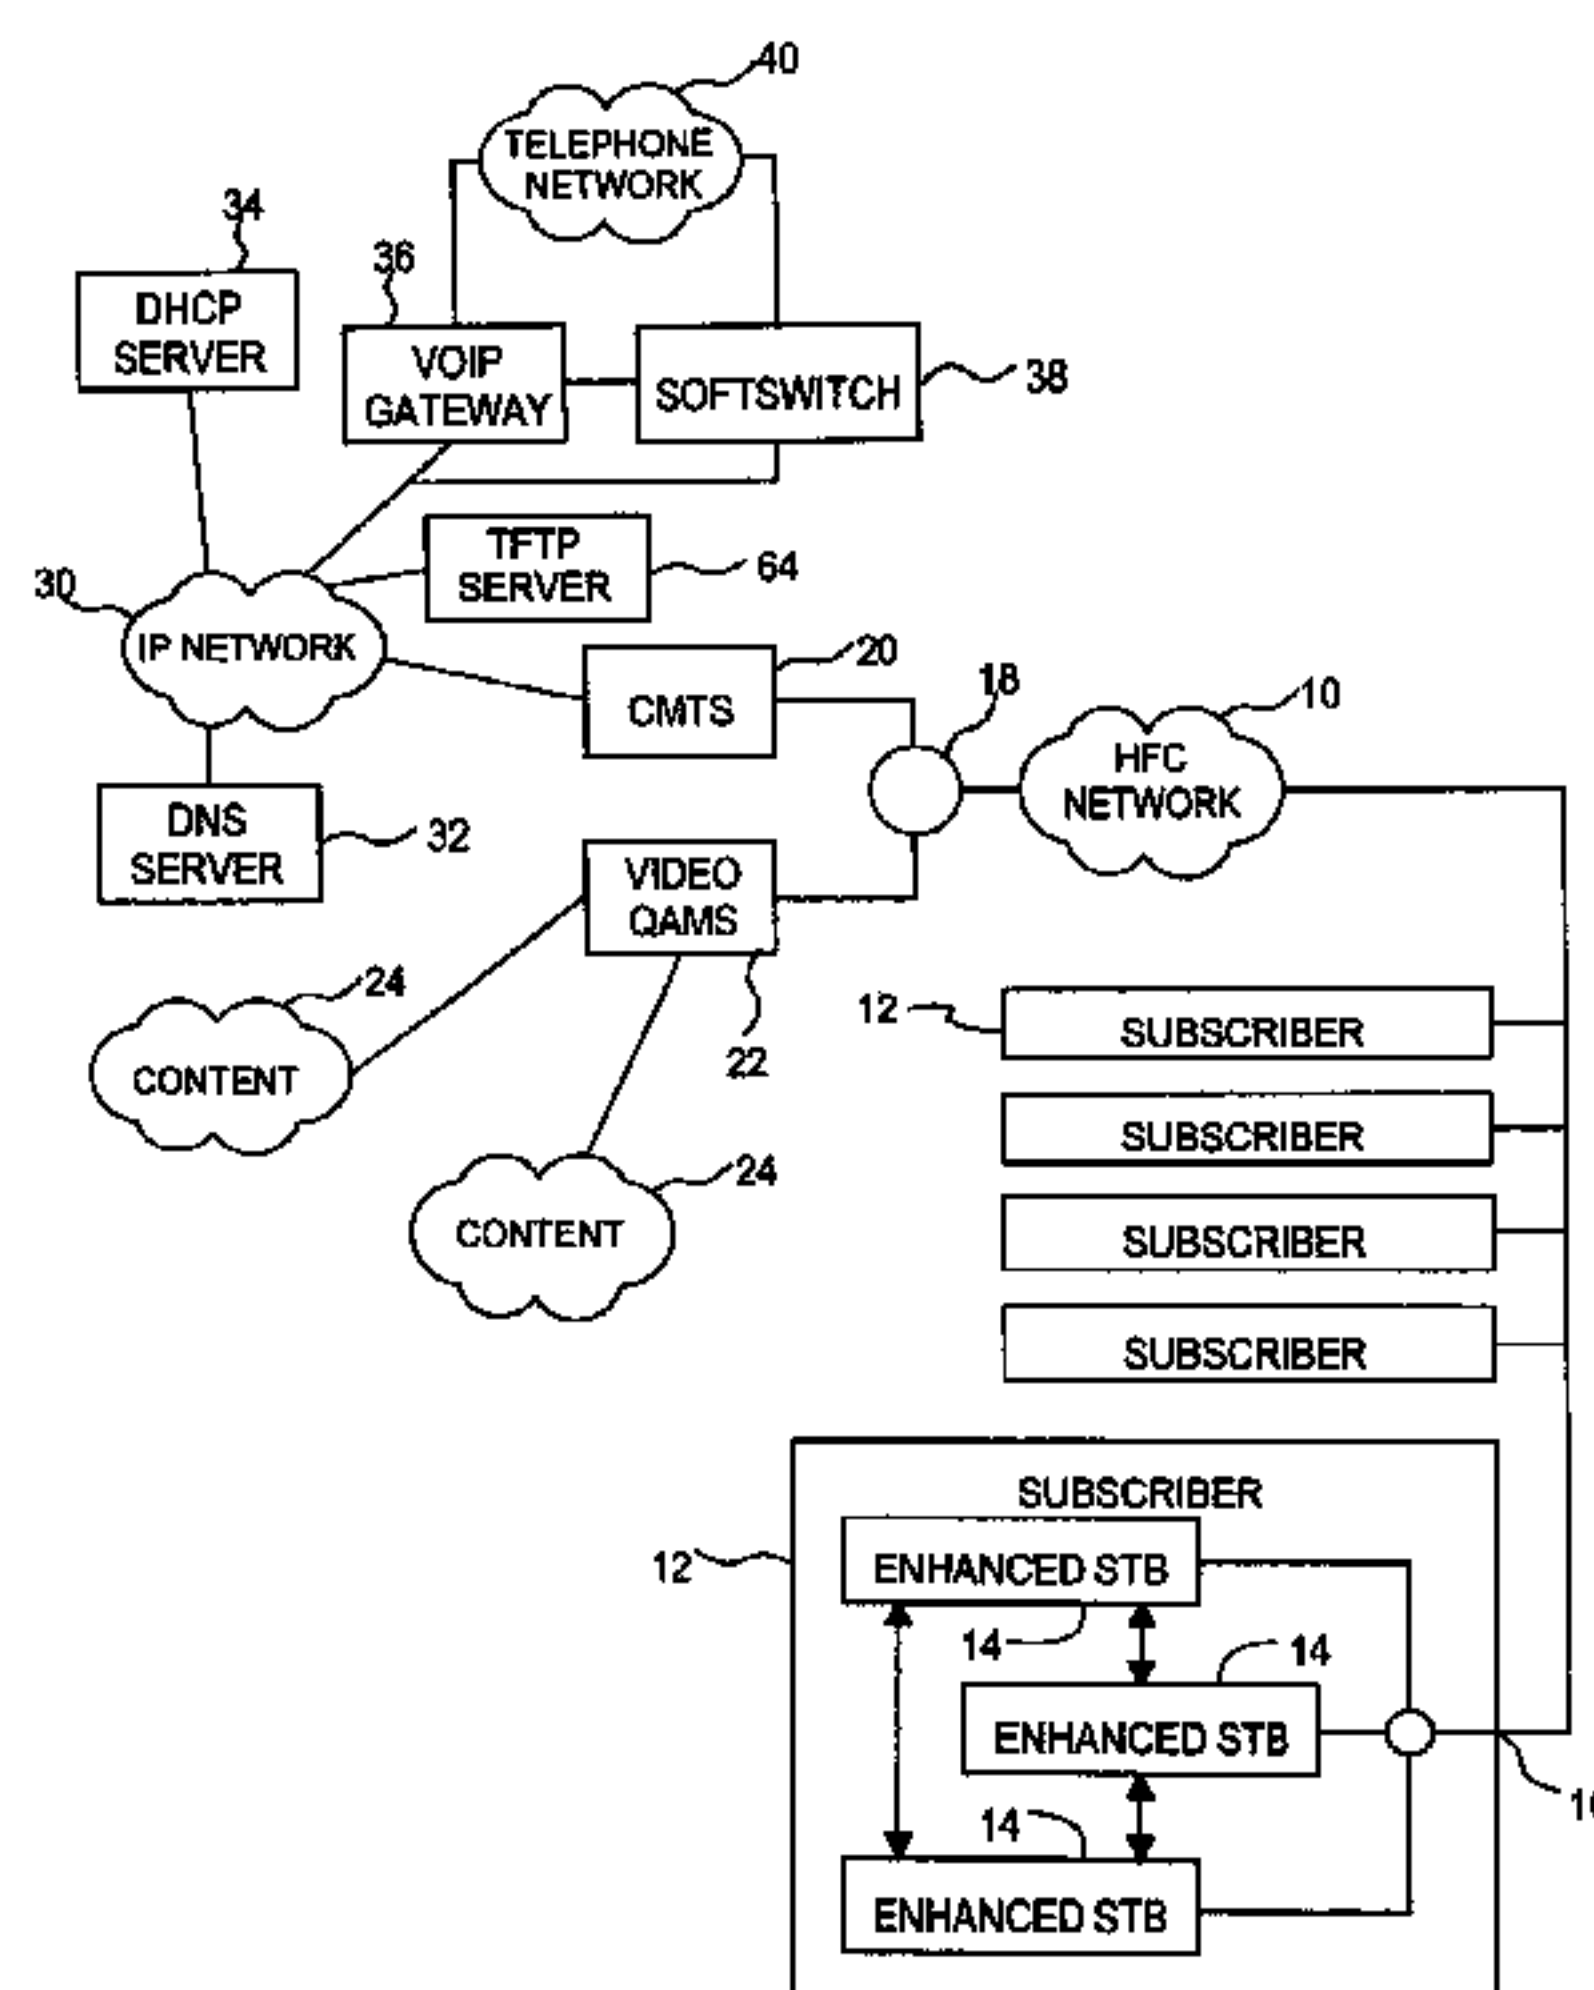 40
TELEPHONE
NETWORK
34
36
DHCP
SERVER
VOIP
GATEWAY
SOFTSWITCH
38
TFTP
SERVER
64
30
IP NETWORK
20
CMTS
18
10
HFC
NETWORK
DNS
SERVER
32
VIDEO
QAMS
22
24
CONTENT
24
CONTENT
12
SUBSCRIBER
SUBSCRIBER
SUBSCRIBER
SUBSCRIBER
SUBSCRIBER
12
ENHANCED STB
14
14
ENHANCED STB
14
ENHANCED STB